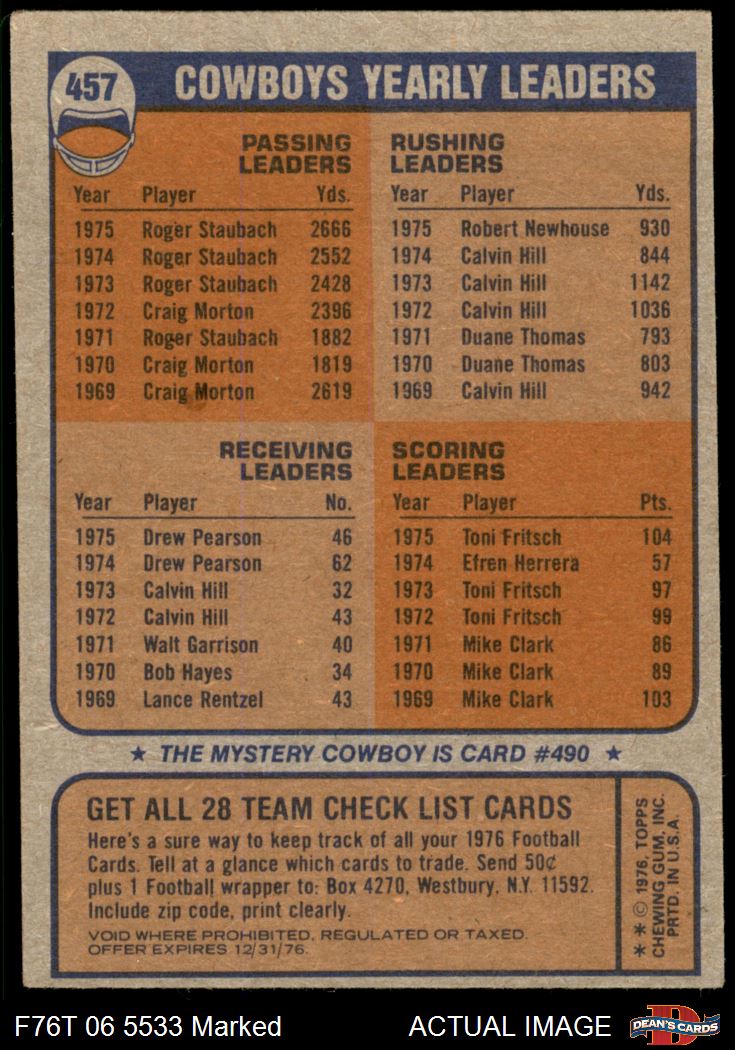 457
COWBOYS YEARLY LEADERS
PASSING
LEADERS
Year Player Yds.
1975 Roger Staubach 2666
1974 Roger Staubach 2552
1973 Roger Staubach 2428
1972 Craig Morton 2396
1971 Roger Staubach 1882
1970 Craig Morton 1819
1969 Craig Morton 2619
RUSHING
LEADERS
Year Player Yds.
1975 Robert Newhouse 930
1974 Calvin Hill 844
1973 Calvin Hill 1142
1972 Calvin Hill 1036
1971 Duane Thomas 793
1970 Duane Thomas 803
1969 Calvin Hill 942
RECEIVING
LEADERS
Year Player No.
1975 Drew Pearson 46
1974 Drew Pearson 62
1973 Calvin Hill 32
1972 Calvin Hill 43
1971 Walt Garrison 40
1970 Bob Hayes 34
1969 Lance Rentzel 43
SCORING
LEADERS
Year Player Pts.
1975 Toni Fritsch 104
1974 Efren Herrera 57
1973 Toni Fritsch 97
1972 Toni Fritsch 99
1971 Mike Clark 86
1970 Mike Clark 89
1969 Mike Clark 103
★ THE MYSTERY COWBOY IS CARD #490 ★
GET ALL 28 TEAM CHECK LIST CARDS
Here's a sure way to keep track of all your 1976 Football
Cards. Tell at a glance which cards to trade. Send 50¢
plus 1 Football wrapper to: Box 4270, Westbury, N.Y. 11592.
Include zip code, print clearly.
VOID WHERE PROHIBITED, REGULATED OR TAXED.
OFFER EXPIRES 12/31/76.
* * © 1976, TOPPS
CHEWING GUM, INC.
PRTD. IN U.S.A.
F76T 06 5533 Marked
ACTUAL IMAGE
D
DEAN'S CARDS